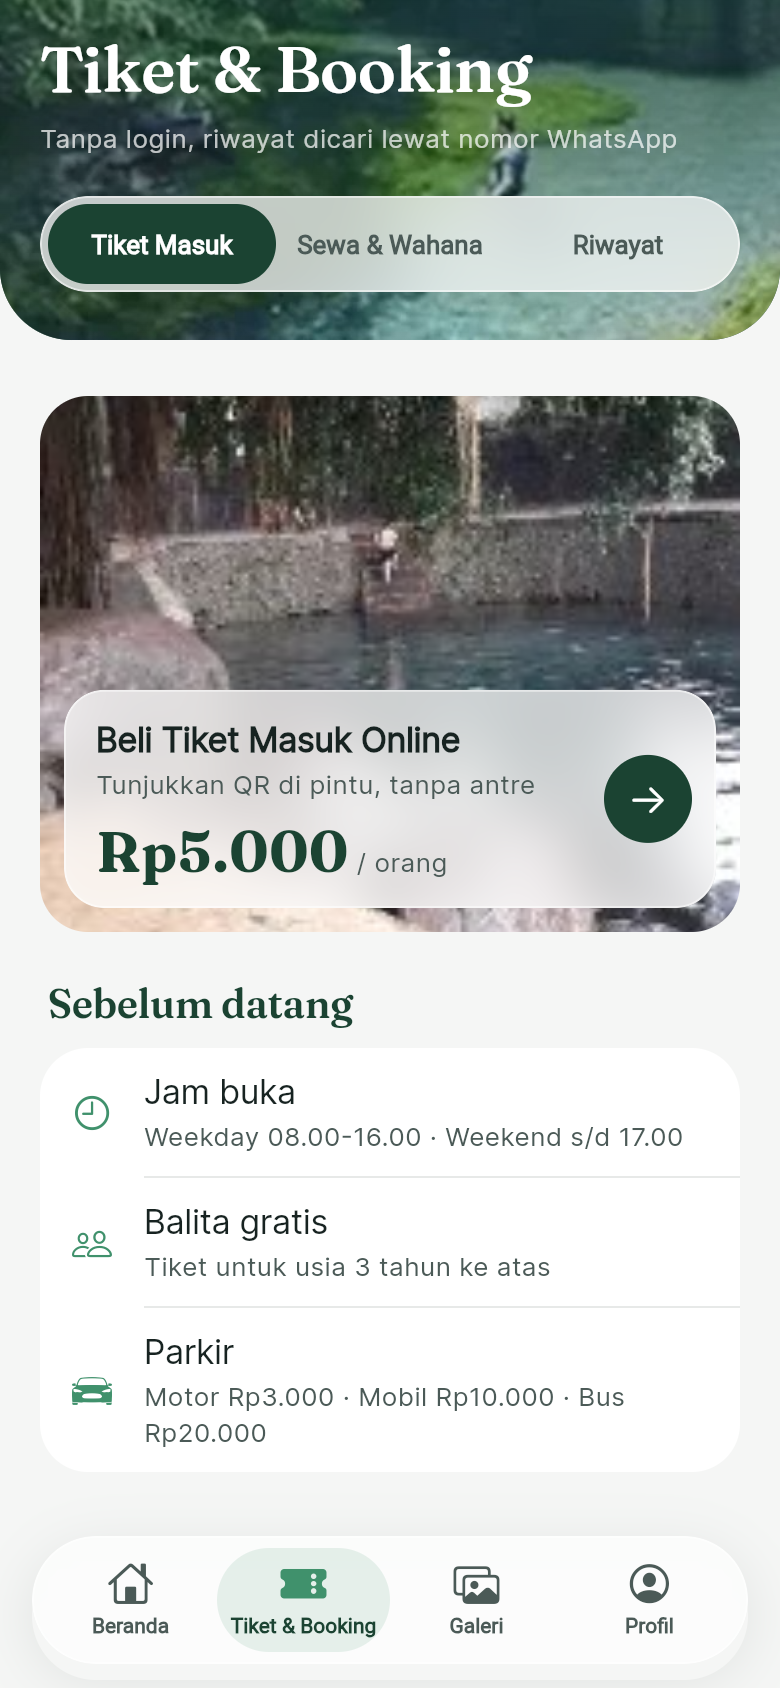 Tiket & Booking
Tanpa login, riwayat dicari lewat nomor WhatsApp
Tiket Masuk
Sewa & Wahana
Riwayat
Beli Tiket Masuk Online
Tunjukkan QR di pintu, tanpa antre
Rp5.000 / orang
Sebelum datang
Jam buka
Weekday 08.00-16.00 · Weekend s/d 17.00
Balita gratis
Tiket untuk usia 3 tahun ke atas
Parkir
Motor Rp3.000 · Mobil Rp10.000 · Bus
Rp20.000
Beranda
Tiket & Booking
Galeri
Profil